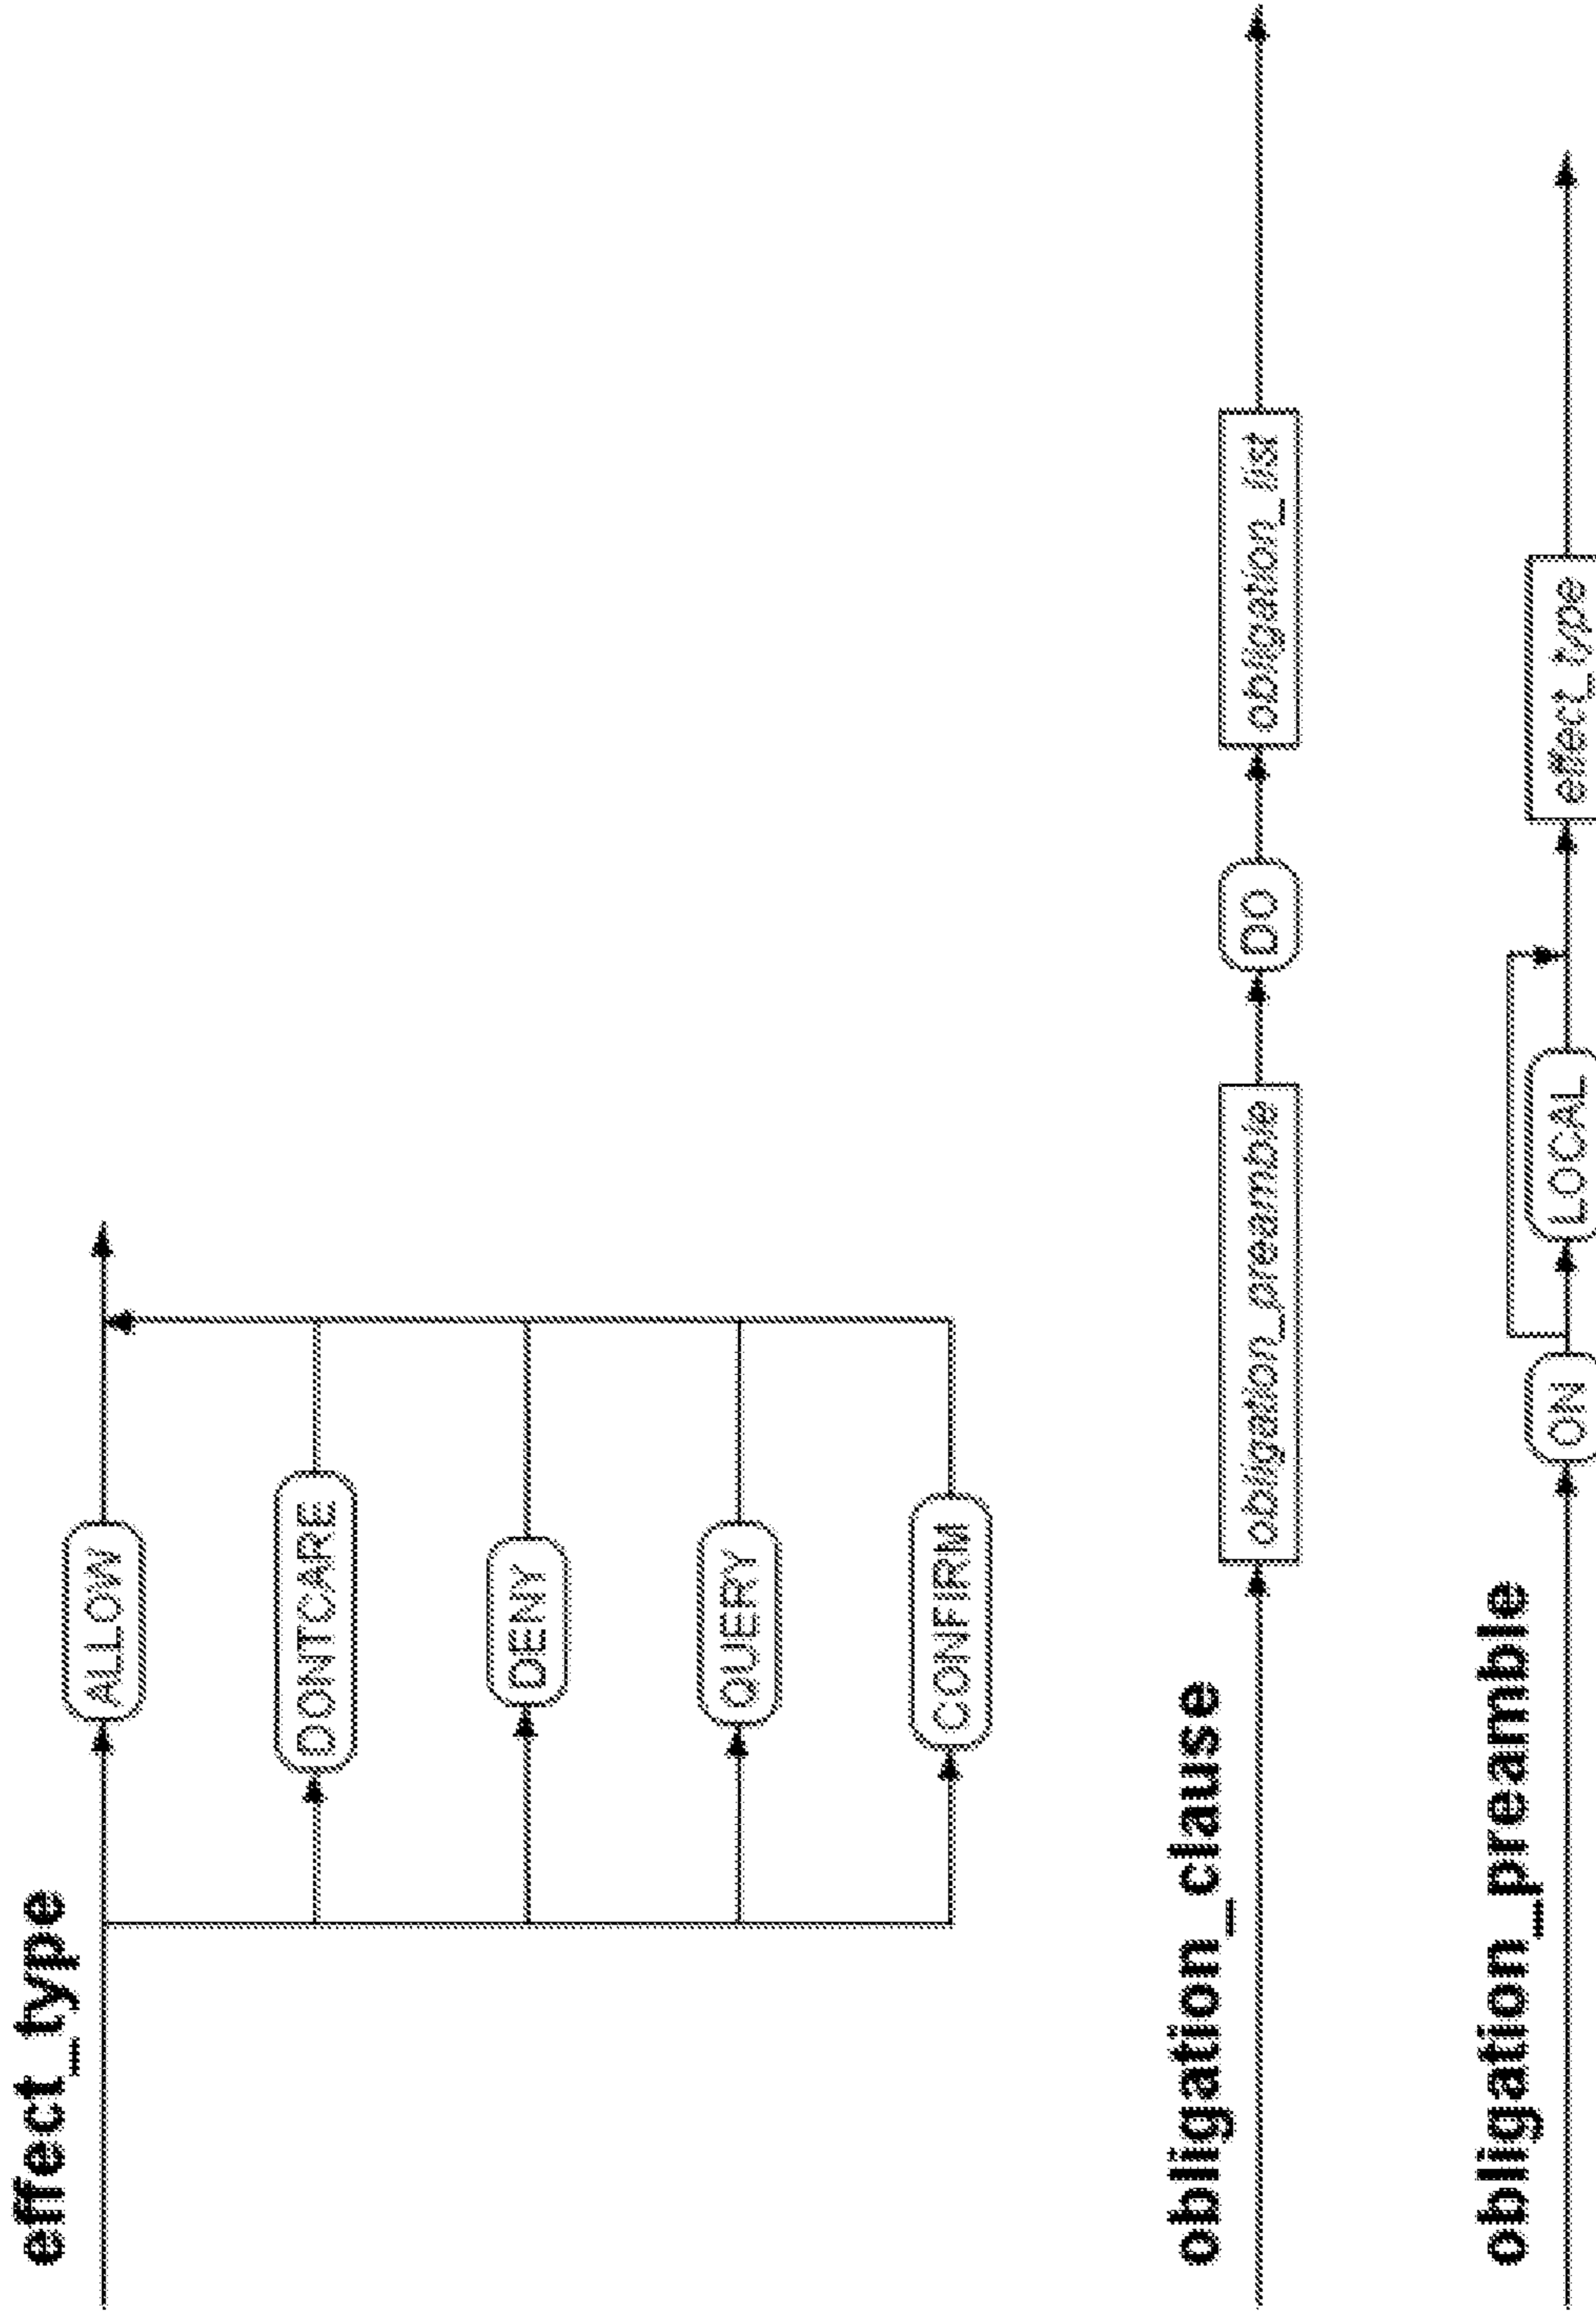 effect_type
ALLOW
DONTCARE
DENY
QUERY
CONFIRM
obligation_clause
obligation_preamble DO obligation_list
obligation_preamble
ON LOCAL effect_type